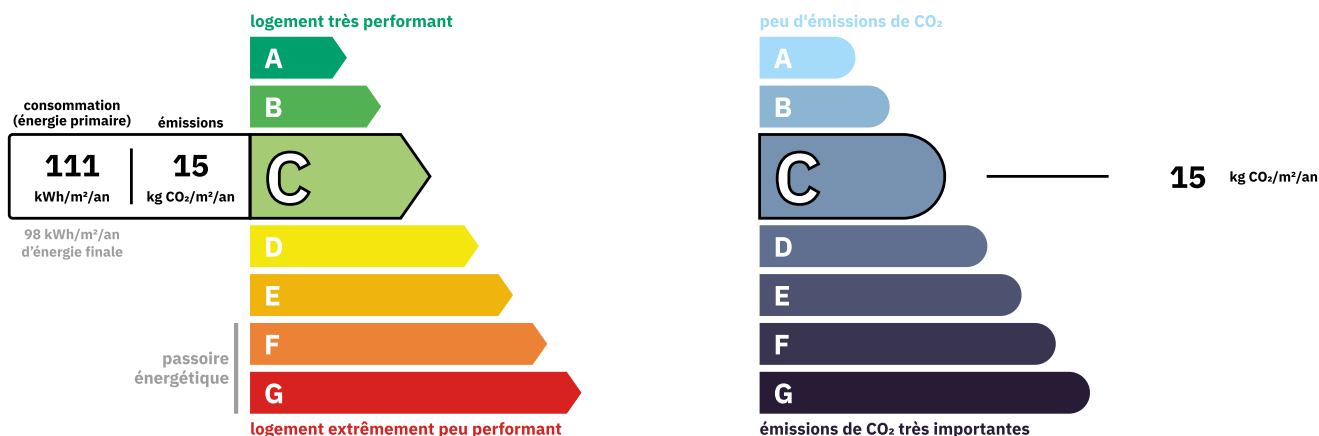 logement très performant
A
B
consommation
(énergie primaire)
émissions
111
kWh/m²/an
15
kg CO₂/m²/an
C
98 kWh/m²/an
d'énergie finale
D
E
passoire
énergétique
F
G
logement extrêmement peu performant
peu d'émissions de CO₂
A
B
C
15 kg CO₂/m²/an
D
E
F
G
émissions de CO₂ très importantes